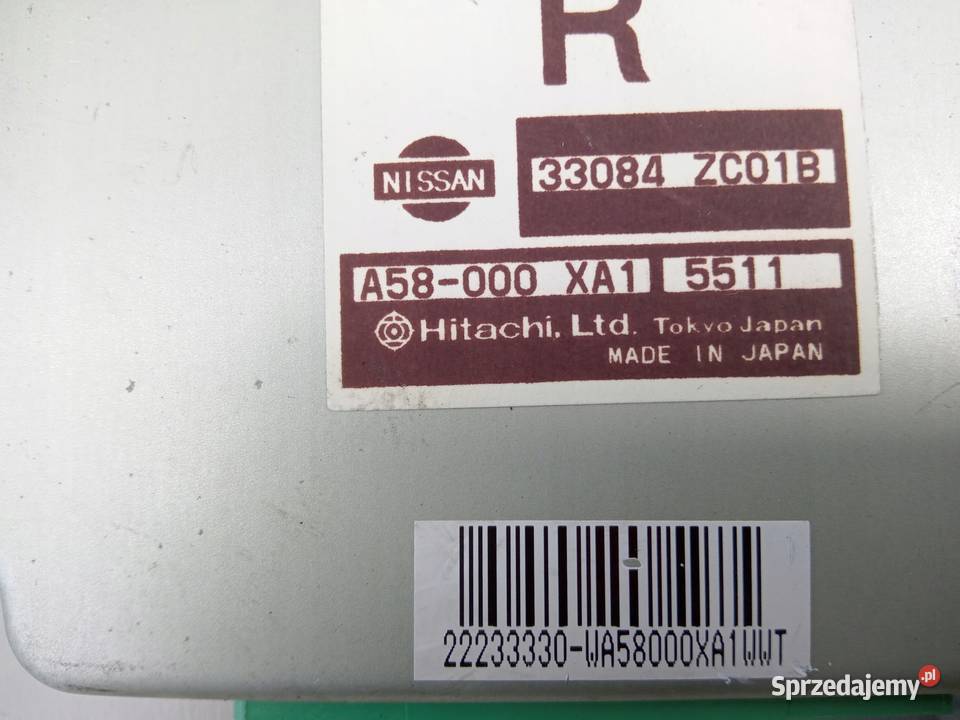 R
NISSAN
33084 ZC01B
A58-000 XA1 5511
Hitachi, Ltd. Tokyo Japan
MADE IN JAPAN
22233330-WA58000XA1WWT
Sprzedajemy.pl